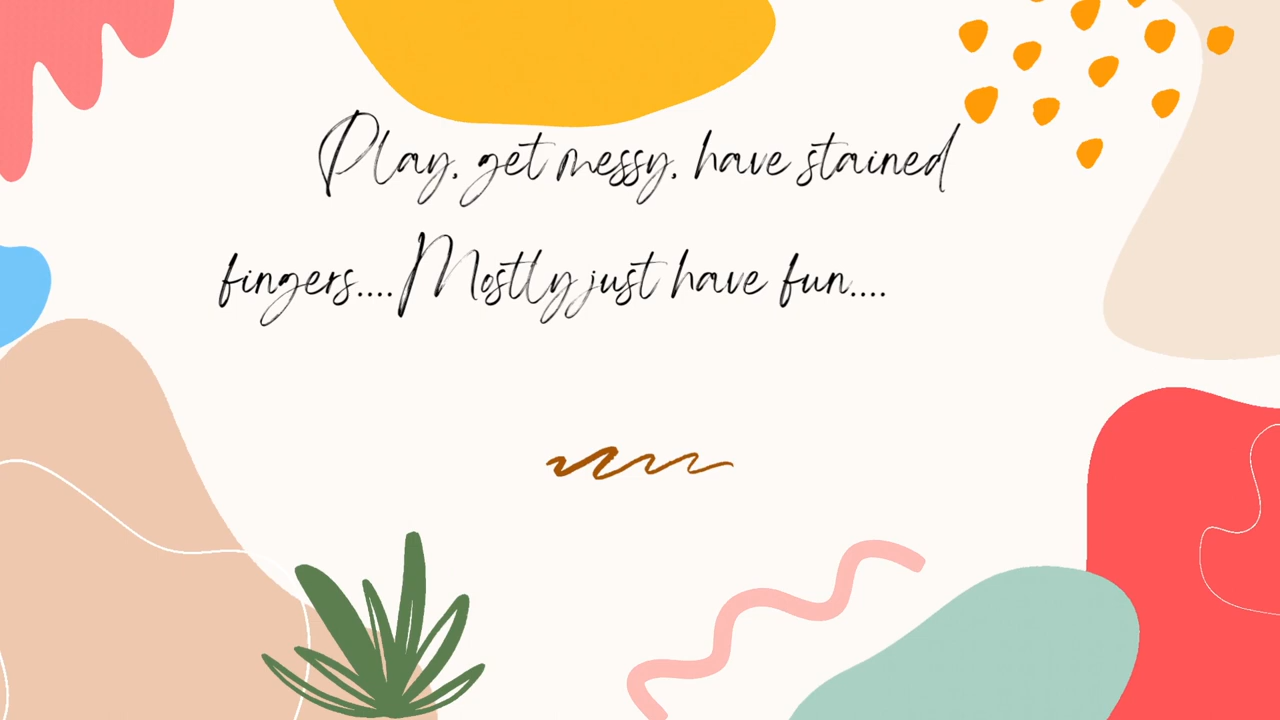 Play, get messy, have stained
fingers....Mostly just have fun....